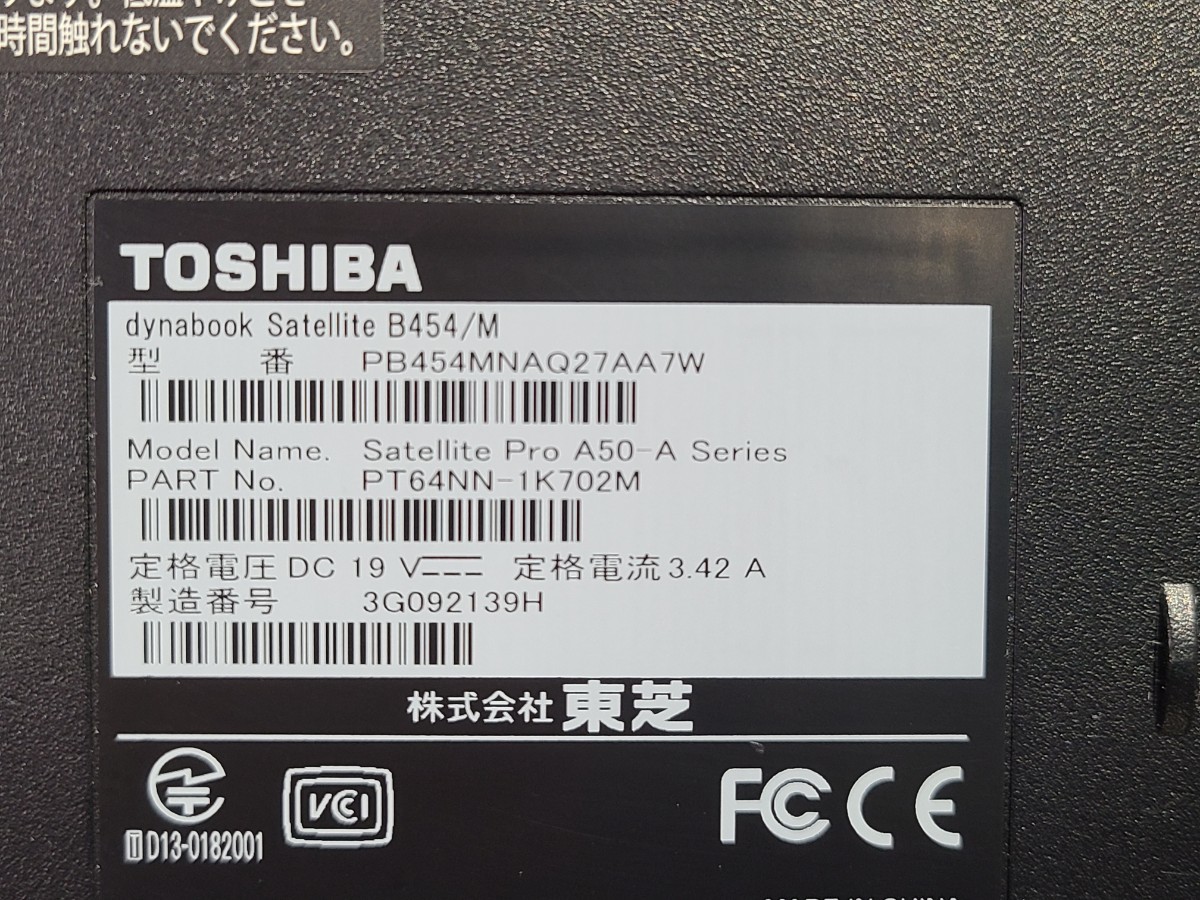 時間触れないでください。
TOSHIBA
dynabook Satellite B454/M
型 番 PB454MNAQ27AA7W
Model Name. Satellite Pro A50-A Series
PART No. PT64NN-1K702M
定格電圧 DC 19 V 定格電流 3.42 A
製造番号 3G092139H
株式会社 東芝
T D13-0182001
VCI
FC CE